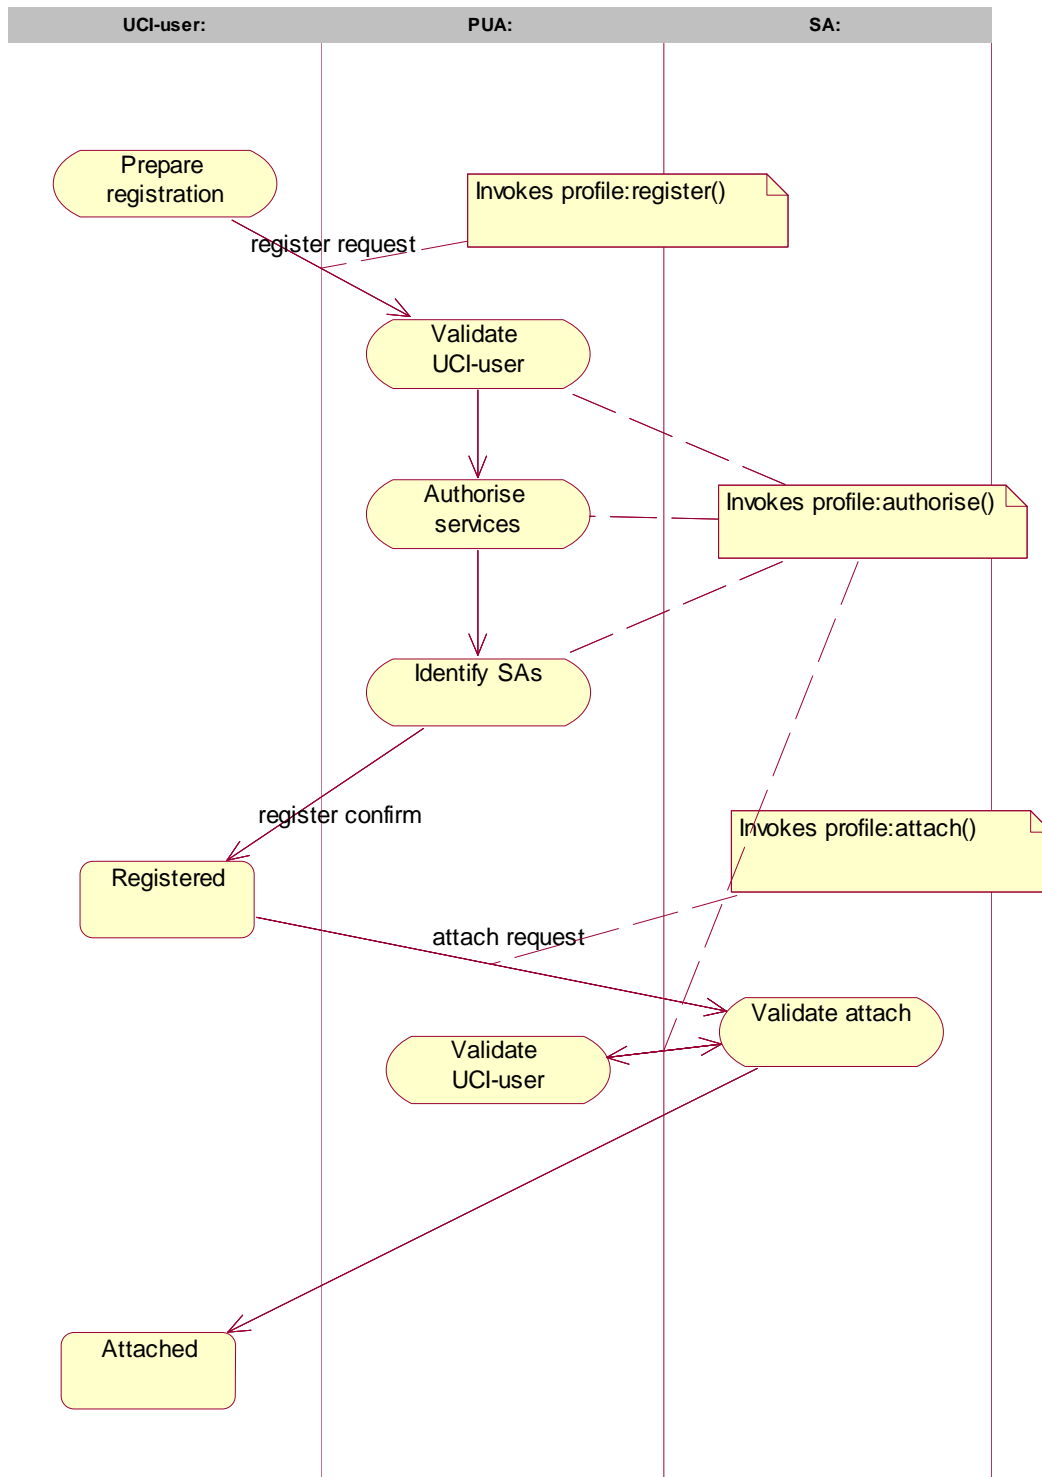 UCI-user:
PUA:
SA:
Prepare
registration
Invokes profile:register()
register request
Validate
UCI-user
Authorise
services
Invokes profile:authorise()
Identify SAs
register confirm
Invokes profile:attach()
Registered
attach request
Validate attach
Validate
UCI-user
Attached